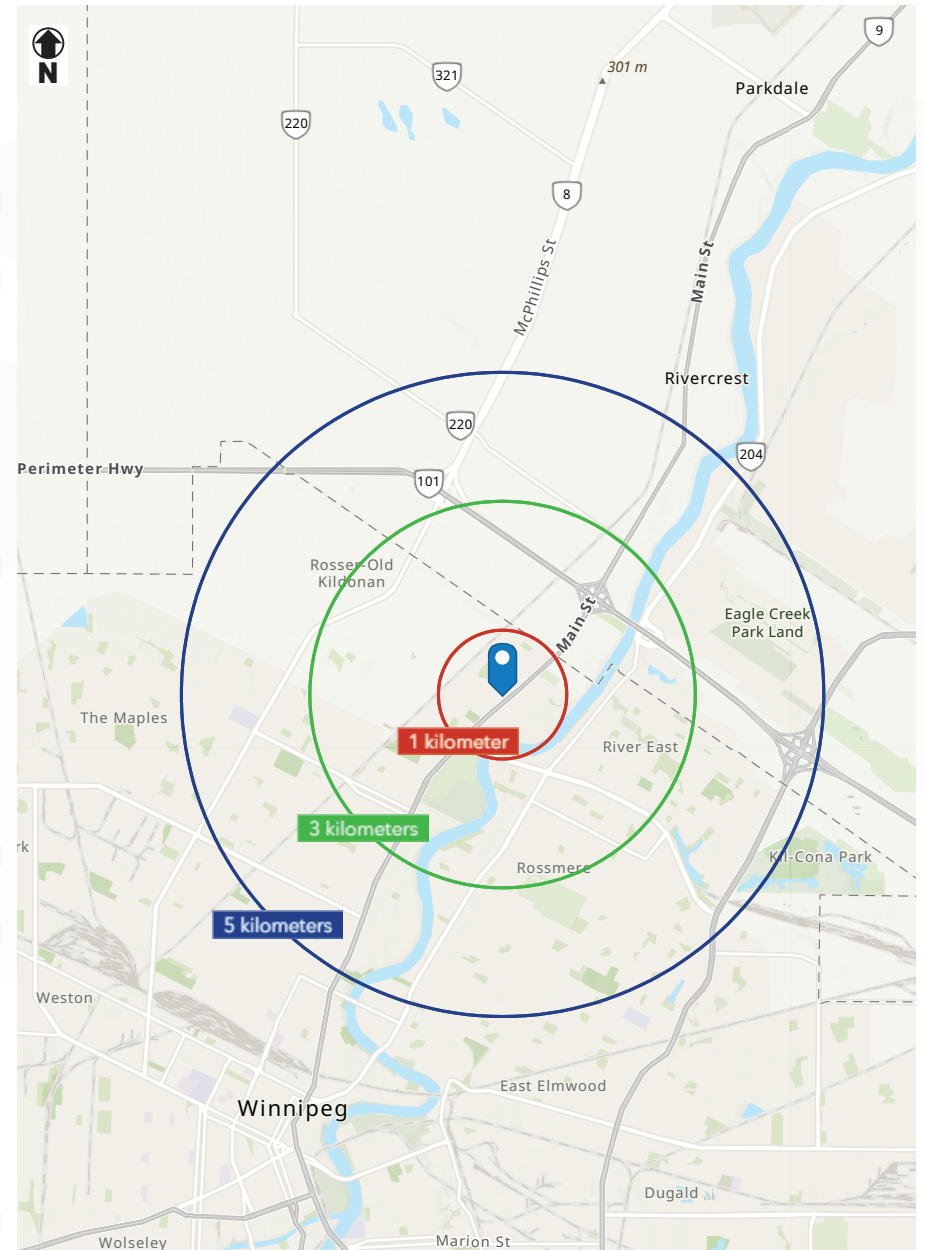 9
301 m
321
Parkdale
N
220
8
McPhillips St
Main St
Rivercrest
220
204
Perimeter Hwy
101
Rosser-Old
Kildonan
Main St
Eagle Creek
Park Land
The Maples
1 kilometer
River East
3 kilometers
rk
Kil-Cona Park
Rossmere
5 kilometers
Weston
East Elmwood
Winnipeg
Dugald
Wolseley
Marion St